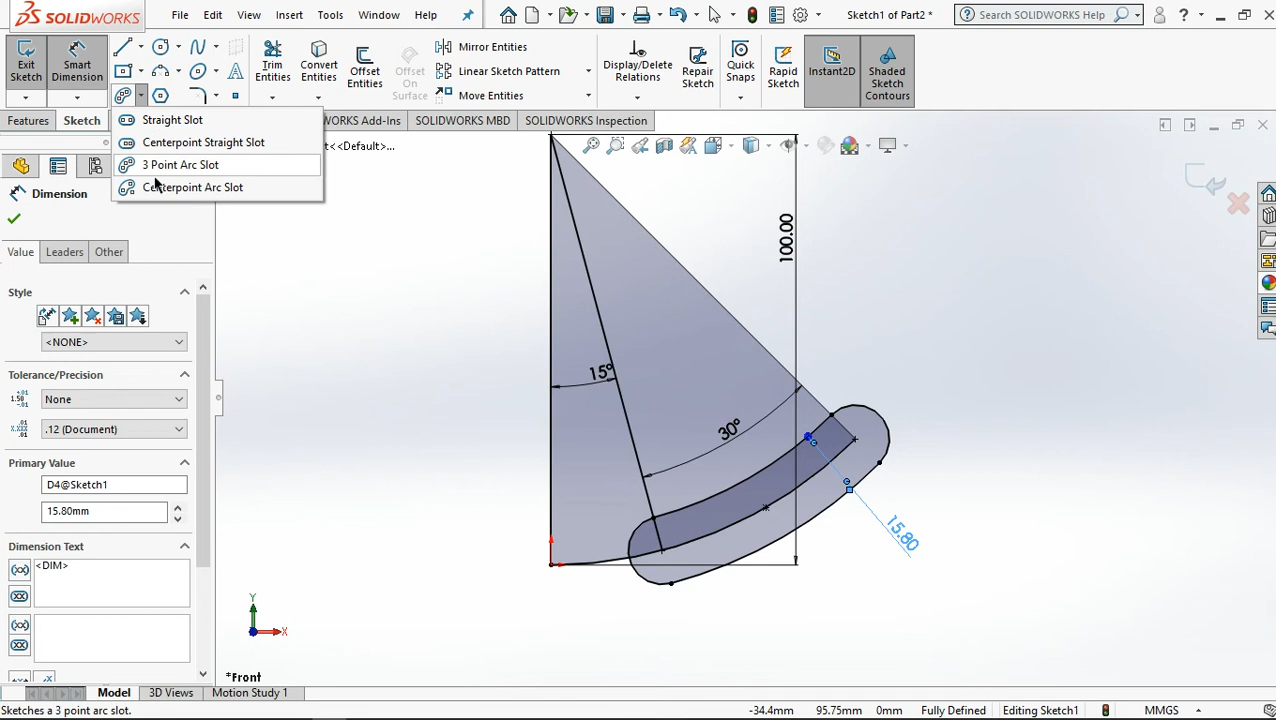 SOLIDWORKS
File Edit View Insert Tools Window Help
Sketch1 of Part2 *
Search SOLIDWORKS Help
Exit Sketch
Smart Dimension
Trim Entities
Convert Entities
Offset Entities
Offset On Surface
Mirror Entities
Linear Sketch Pattern
Move Entities
Display/Delete Relations
Repair Sketch
Quick Snaps
Rapid Sketch
Instant2D
Shaded Sketch Contours
Straight Slot
Centerpoint Straight Slot
3 Point Arc Slot
Centerpoint Arc Slot
Features Sketch WORKS Add-Ins SOLIDWORKS MBD SOLIDWORKS Inspection
t<<Default>...
Dimension
Value Leaders Other
Style
<NONE>
Tolerance/Precision
None
.12 (Document)
Primary Value
D4@Sketch1
15.80mm
Dimension Text
<DIM>
100.00
15°
30°
15.80
Y
X
*Front
Model 3D Views Motion Study 1
Sketches a 3 point arc slot. -34.4mm 95.75mm 0mm Fully Defined Editing Sketch1 MMGS